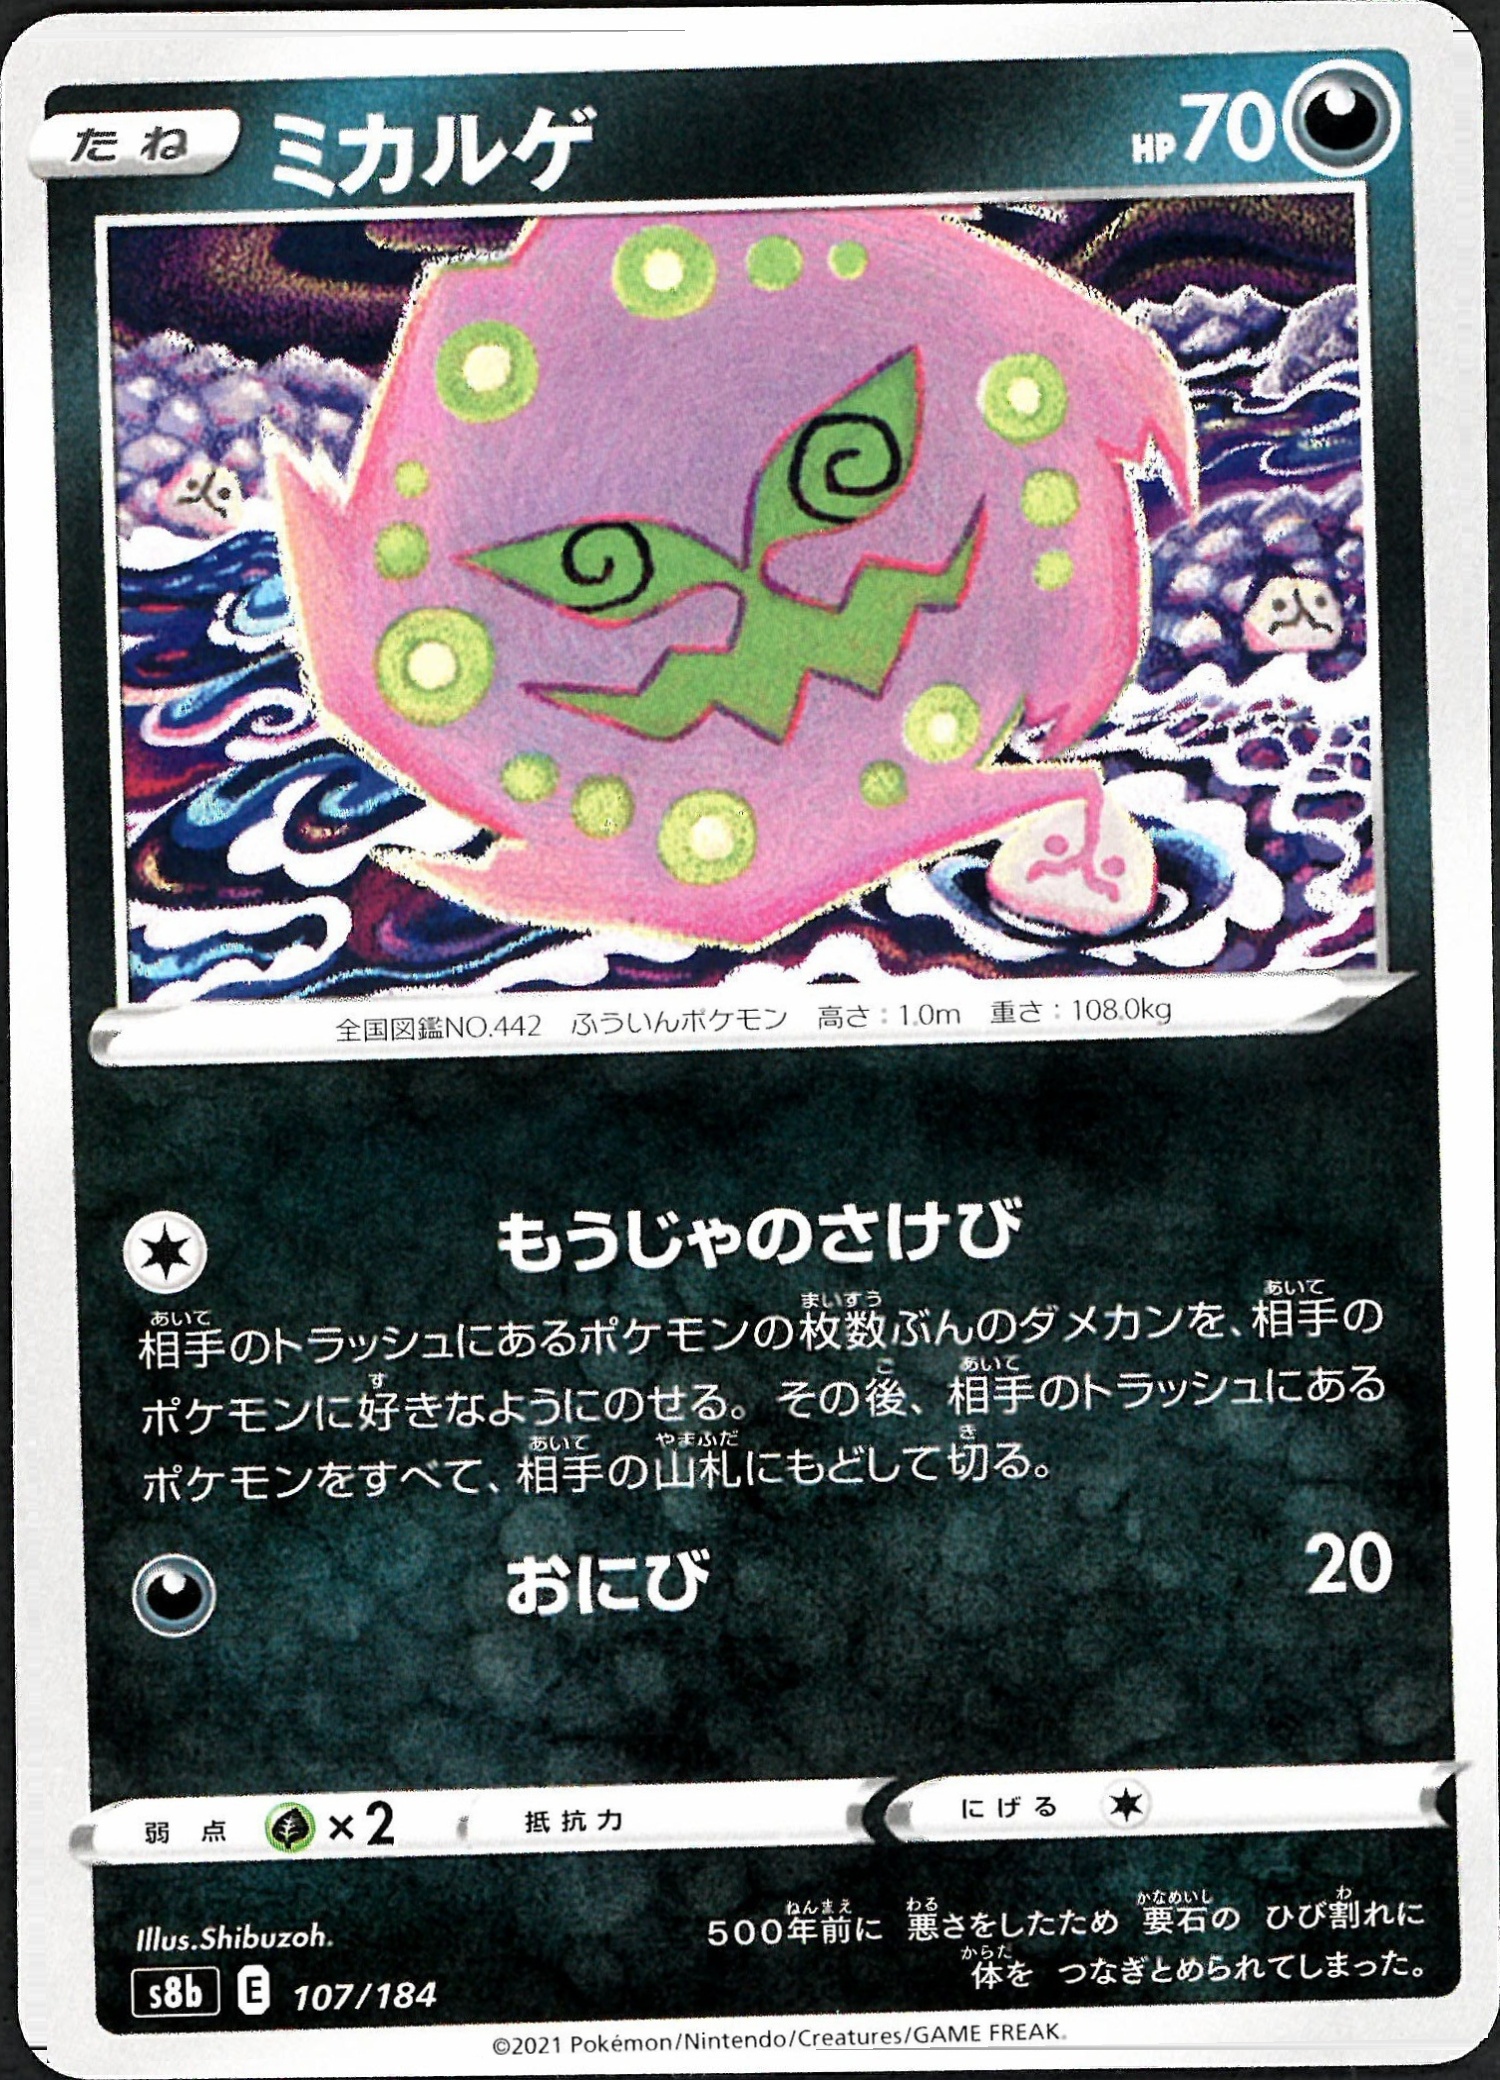 たね ミカルゲ HP70
全国図鑑NO.442 ふういんポケモン 高さ:1.0m 重さ:108.0kg
もうじゃのさけび
相手のトラッシュにあるポケモンの枚数ぶんのダメカンを、相手の
ポケモンに好きなようにのせる。その後、相手のトラッシュにある
ポケモンをすべて、相手の山札にもどして切る。
おにび 20
弱点 ×2 抵抗力 にげる
500年前に 悪さをしたため 要石の ひび割れに
体を つなぎとめられてしまった。
Illus.Shibuzoh.
s8b E 107/184
©2021 Pokémon/Nintendo/Creatures/GAME FREAK.